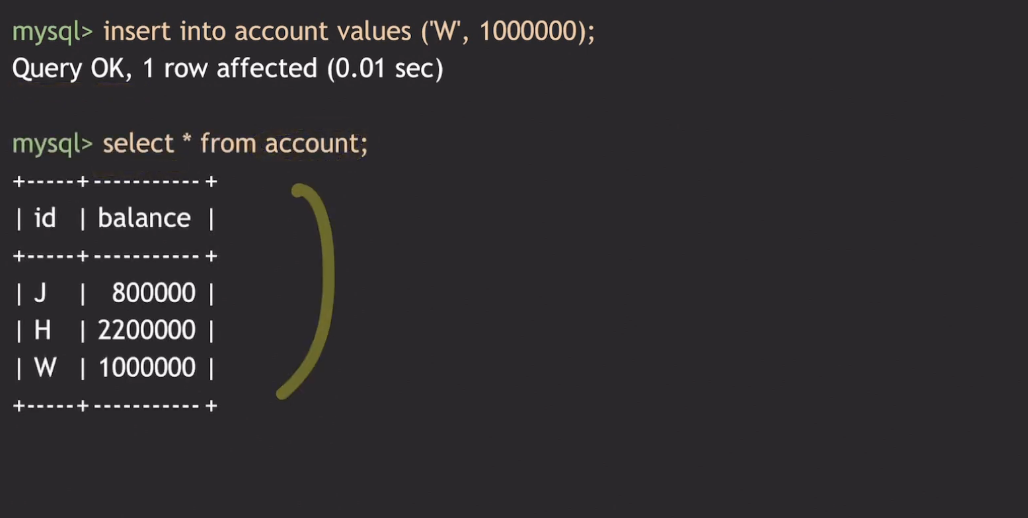 mysql> insert into account values ('W', 1000000);
Query OK, 1 row affected (0.01 sec)
mysql> select * from account;
+-----+-----------+
| id | balance |
+-----+-----------+
| J | 800000 |
| H | 2200000 |
| W | 1000000 |
+-----+-----------+